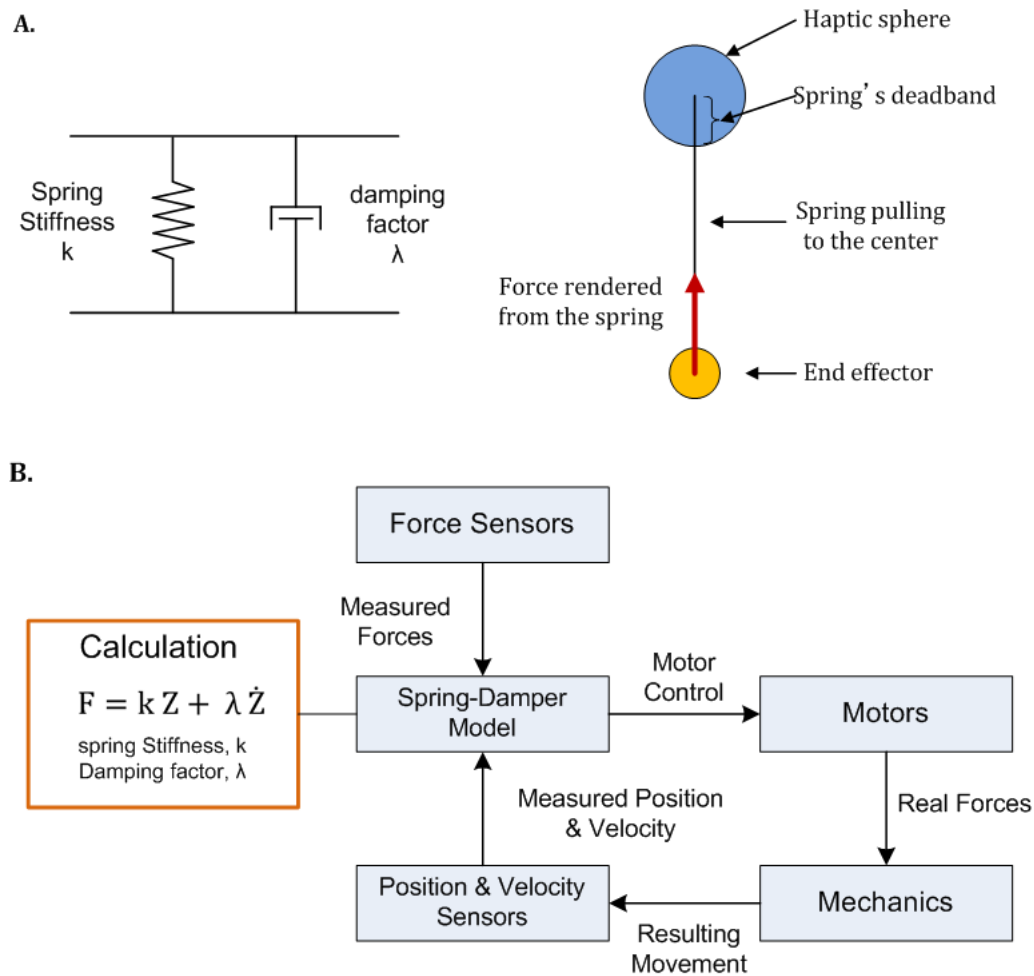 A.
Haptic sphere
Spring's deadband
Spring
Stiffness
k
damping
factor
λ
Spring pulling
to the center
Force rendered
from the spring
End effector
B.
Force Sensors
Measured
Forces
Calculation
F = k Z + λ Ż
spring Stiffness, k
Damping factor, λ
Spring-Damper
Model
Motor
Control
Motors
Measured Position
& Velocity
Real Forces
Position & Velocity
Sensors
Mechanics
Resulting
Movement